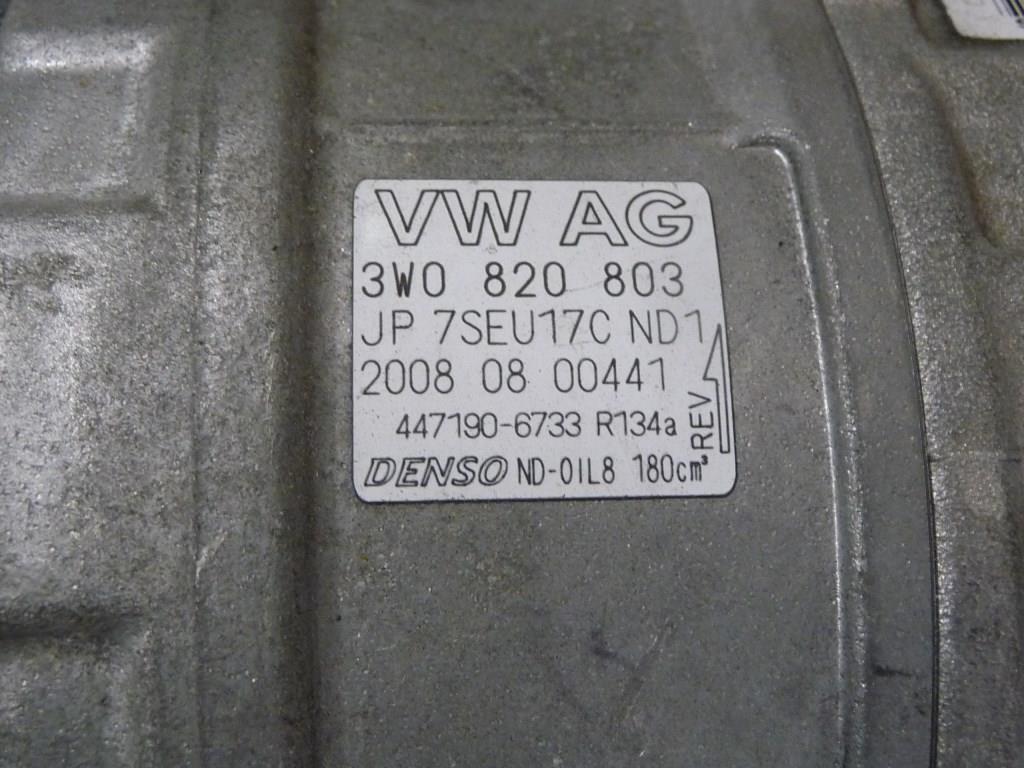 VW AG
3W0 820 803
JP 7SEU17C ND1
2008 08 00441
447190-6733 R134a
REV
DENSO ND-OIL8 180cm³